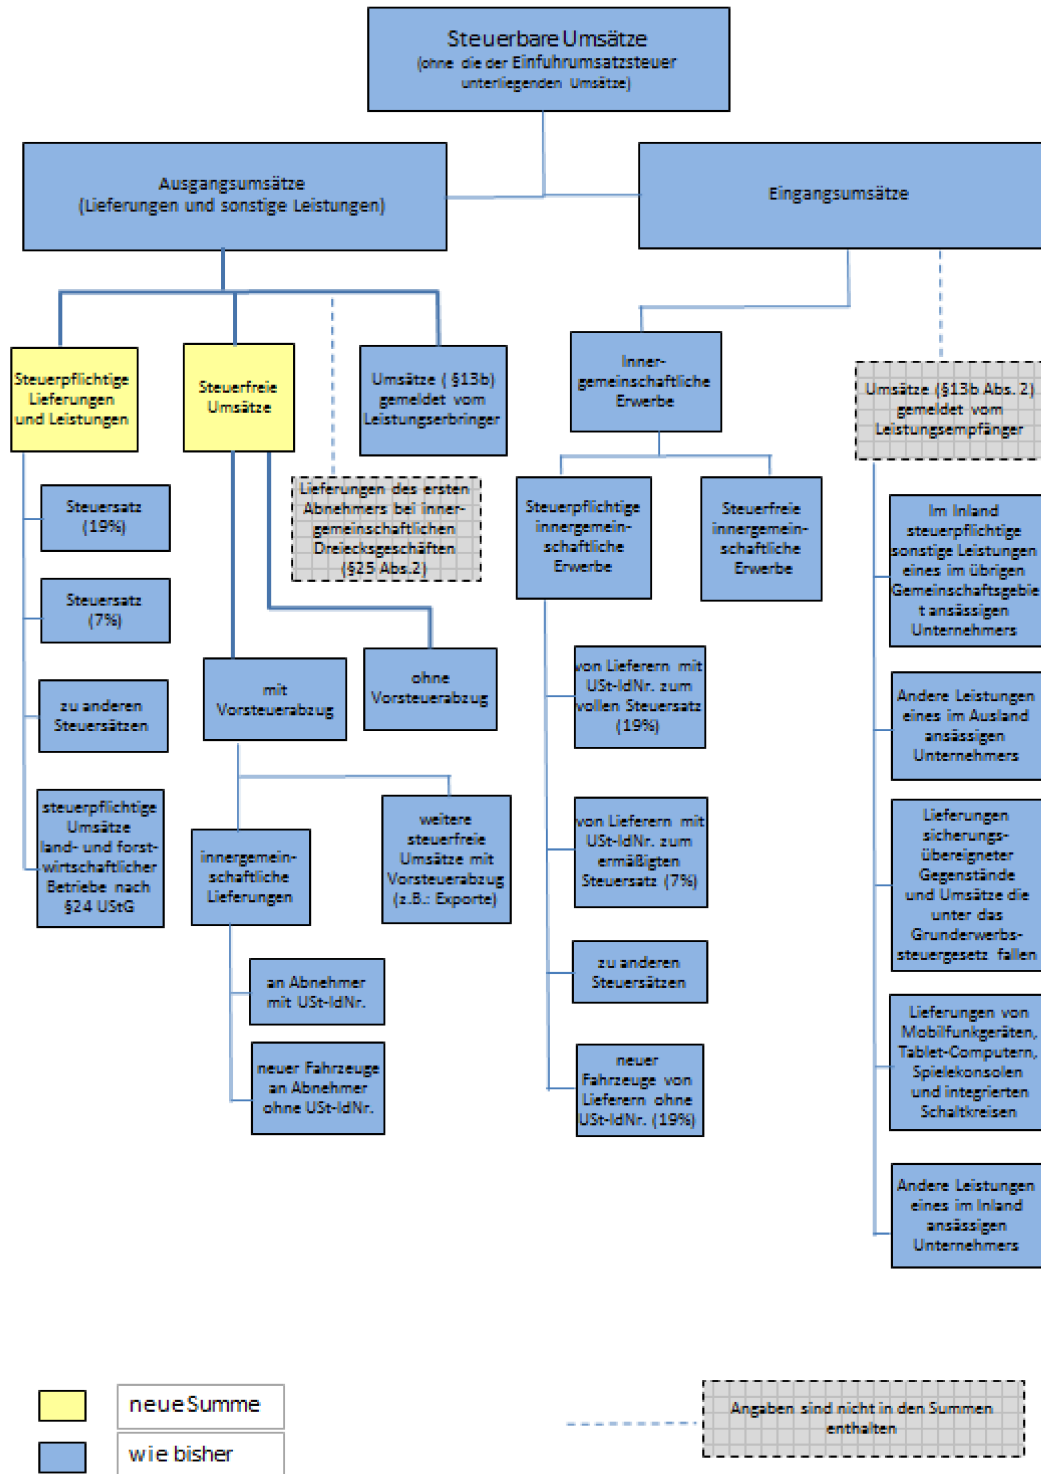 Steuerbare Umsätze
(ohne die der Einfuhrumsatzsteuer
unterliegenden Umsätze)
Ausgangsumsätze
(Lieferungen und sonstige Leistungen)
Eingangsumsätze
Steuerpflichtige
Lieferungen
und Leistungen
Steuerfreie
Umsätze
Umsätze ( §13b)
gemeldet vom
Leistungserbringer
Inner-
gemeinschaftliche
Erwerbe
Umsätze (§13b Abs. 2)
gemeldet vom
Leistungsempfänger
Steuersatz
(19%)
Steuersatz
(7%)
zu anderen
Steuersätzen
steuerpflichtige
Umsätze
land- und forst-
wirtschaftlicher
Betriebe nach
§24 UStG
Lieferungen des ersten
Abnehmers bei inner-
gemeinschaftlichen
Dreiecksgeschäften
(§25 Abs.2)
mit
Vorsteuerabzug
ohne
Vorsteuerabzug
innergemein-
schaftliche
Lieferungen
weitere
steuerfreie
Umsätze mit
Vorsteuerabzug
(z.B.: Exporte)
an Abnehmer
mit USt-IdNr.
neuer Fahrzeuge
an Abnehmer
ohne USt-IdNr.
Steuerpflichtige
innergemein-
schaftliche
Erwerbe
Steuerfreie
innergemein-
schaftliche
Erwerbe
von Lieferern mit
USt-IdNr. zum
vollen Steuersatz
(19%)
von Lieferern mit
USt-IdNr. zum
ermäßigten
Steuersatz (7%)
zu anderen
Steuersätzen
neuer
Fahrzeuge von
Lieferern ohne
USt-IdNr. (19%)
Im Inland
steuerpflichtige
sonstige Leistungen
eines im übrigen
Gemeinschaftsgebie
t ansässigen
Unternehmers
Andere Leistungen
eines im Ausland
ansässigen
Unternehmers
Lieferungen
sicherungs-
übereigneter
Gegenstände
und Umsätze die
unter das
Grunderwerbs-
steuergesetz fallen
Lieferungen von
Mobilfunkgeräten,
Tablet-Computern,
Spielekonsolen
und integrierten
Schaltkreisen
Andere Leistungen
eines im Inland
ansässigen
Unternehmers
neue Summe
wie bisher
Angaben sind nicht in den Summen
enthalten